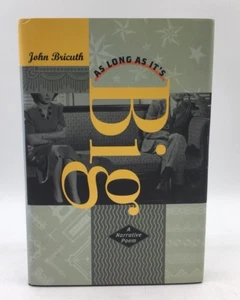 John Bricuth
AS LONG AS IT'S
Big
A
Narrative
Poem